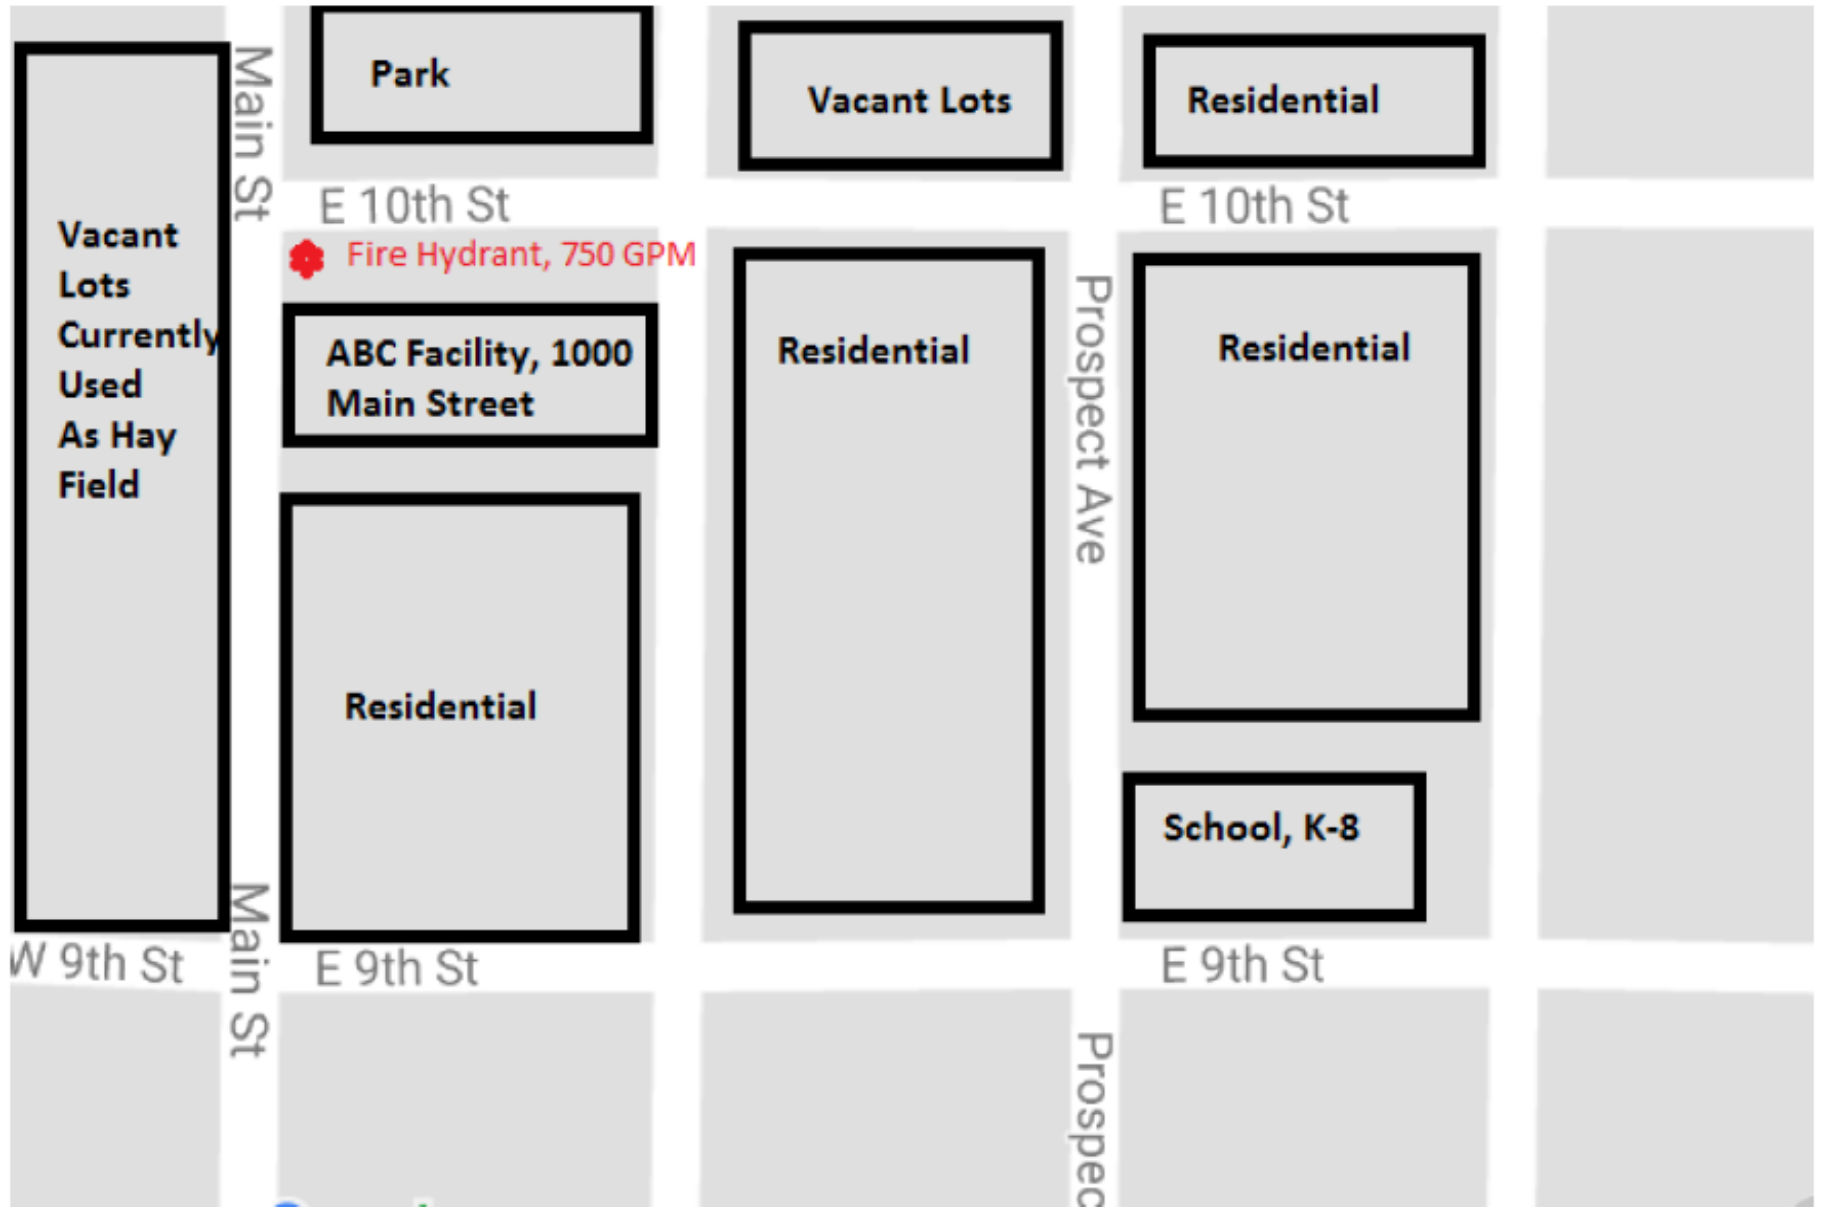 Park
Vacant Lots
Residential
Main St
E 10th St
E 10th St
Vacant
Lots
Currently
Used
As Hay
Field
Fire Hydrant, 750 GPM
ABC Facility, 1000
Main Street
Residential
Residential
Prospect Ave
Residential
School, K-8
Main St
W 9th St
E 9th St
E 9th St
Prospec